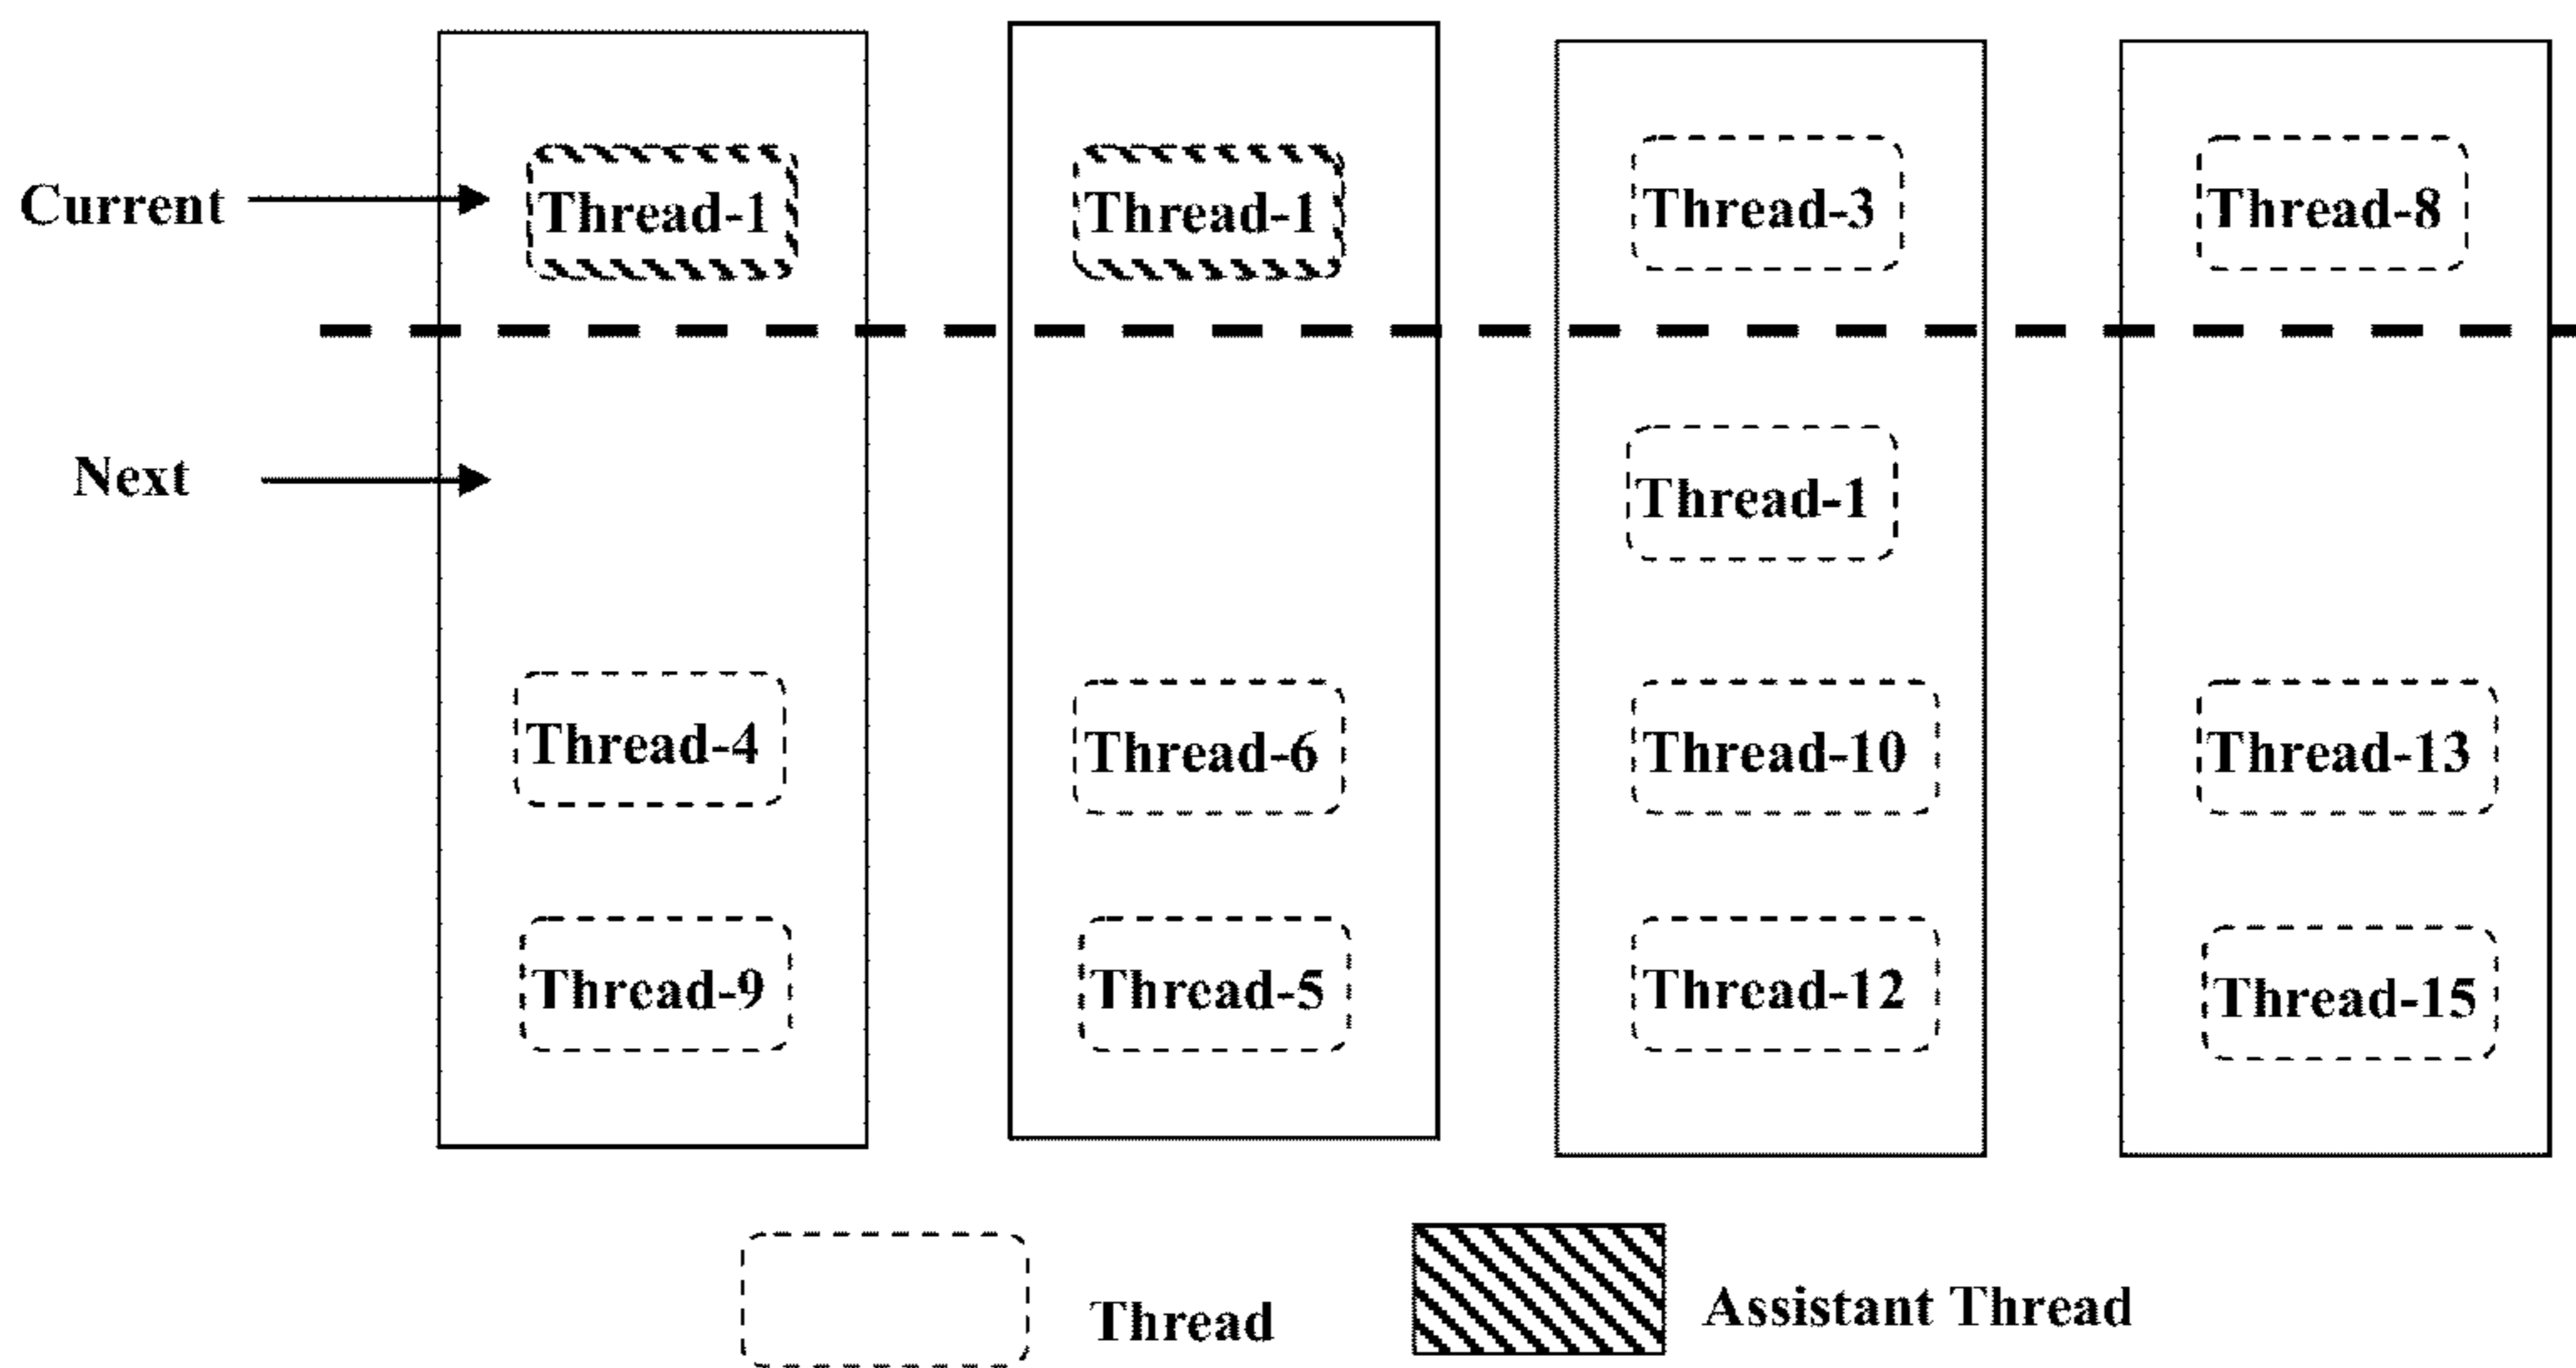 Current
Thread-1
Thread-1
Thread-3
Thread-8
Next
Thread-1
Thread-4
Thread-6
Thread-10
Thread-13
Thread-9
Thread-5
Thread-12
Thread-15
Thread
Assistant Thread